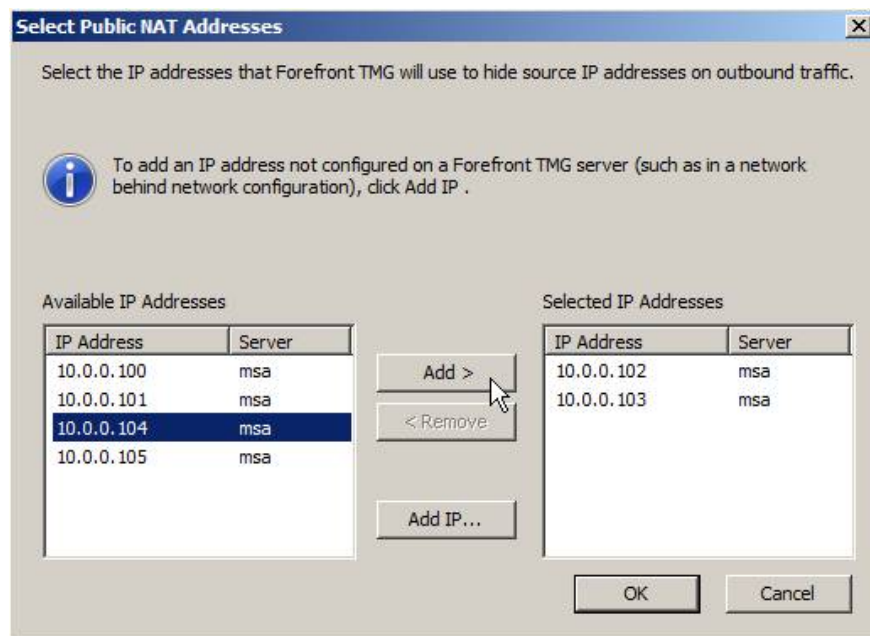 Select Public NAT Addresses
Select the IP addresses that Forefront TMG will use to hide source IP addresses on outbound traffic.
To add an IP address not configured on a Forefront TMG server (such as in a network
behind network configuration), click Add IP .
Available IP Addresses
IP Address Server
10.0.0.100 msa
10.0.0.101 msa
10.0.0.104 msa
10.0.0.105 msa
Add >
< Remove
Add IP...
Selected IP Addresses
IP Address Server
10.0.0.102 msa
10.0.0.103 msa
OK Cancel